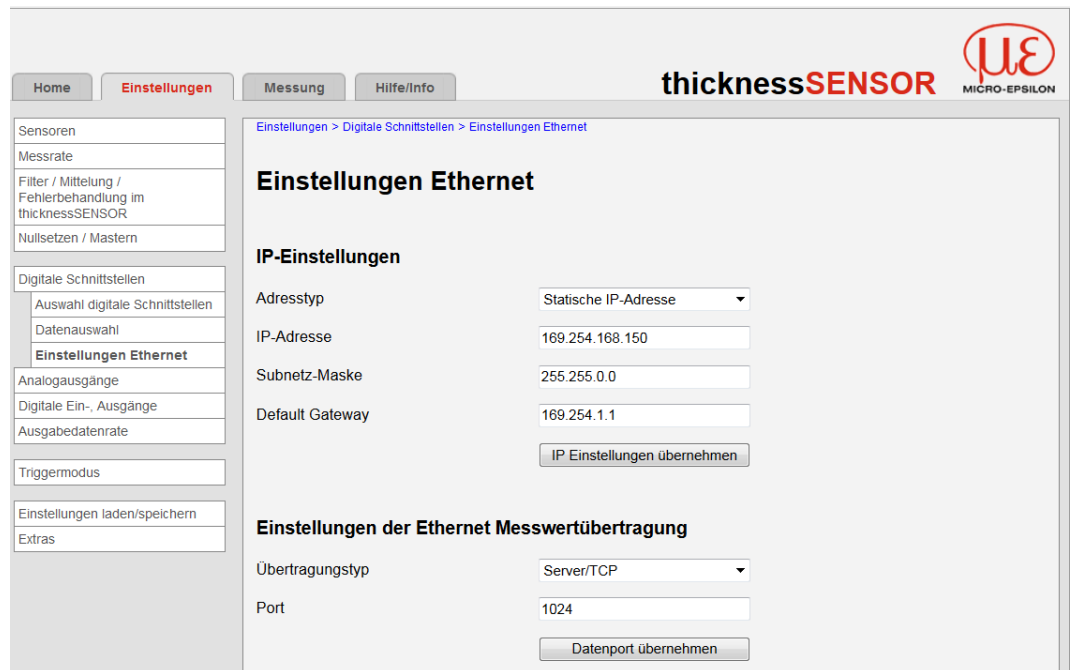 Home
Einstellungen
Messung
Hilfe/Info
thicknessSENSOR
με
MICRO-EPSILON
Sensoren
Messrate
Filter / Mittelung /
Fehlerbehandlung im
thicknessSENSOR
Nullsetzen / Mastern
Digitale Schnittstellen
Auswahl digitale Schnittstellen
Datenauswahl
Einstellungen Ethernet
Analogausgänge
Digitale Ein-, Ausgänge
Ausgabedatenrate
Triggermodus
Einstellungen laden/speichern
Extras
Einstellungen > Digitale Schnittstellen > Einstellungen Ethernet
Einstellungen Ethernet
IP-Einstellungen
Adresstyp Statische IP-Adresse
IP-Adresse 169.254.168.150
Subnetz-Maske 255.255.0.0
Default Gateway 169.254.1.1
IP Einstellungen übernehmen
Einstellungen der Ethernet Messwertübertragung
Übertragungstyp Server/TCP
Port 1024
Datenport übernehmen